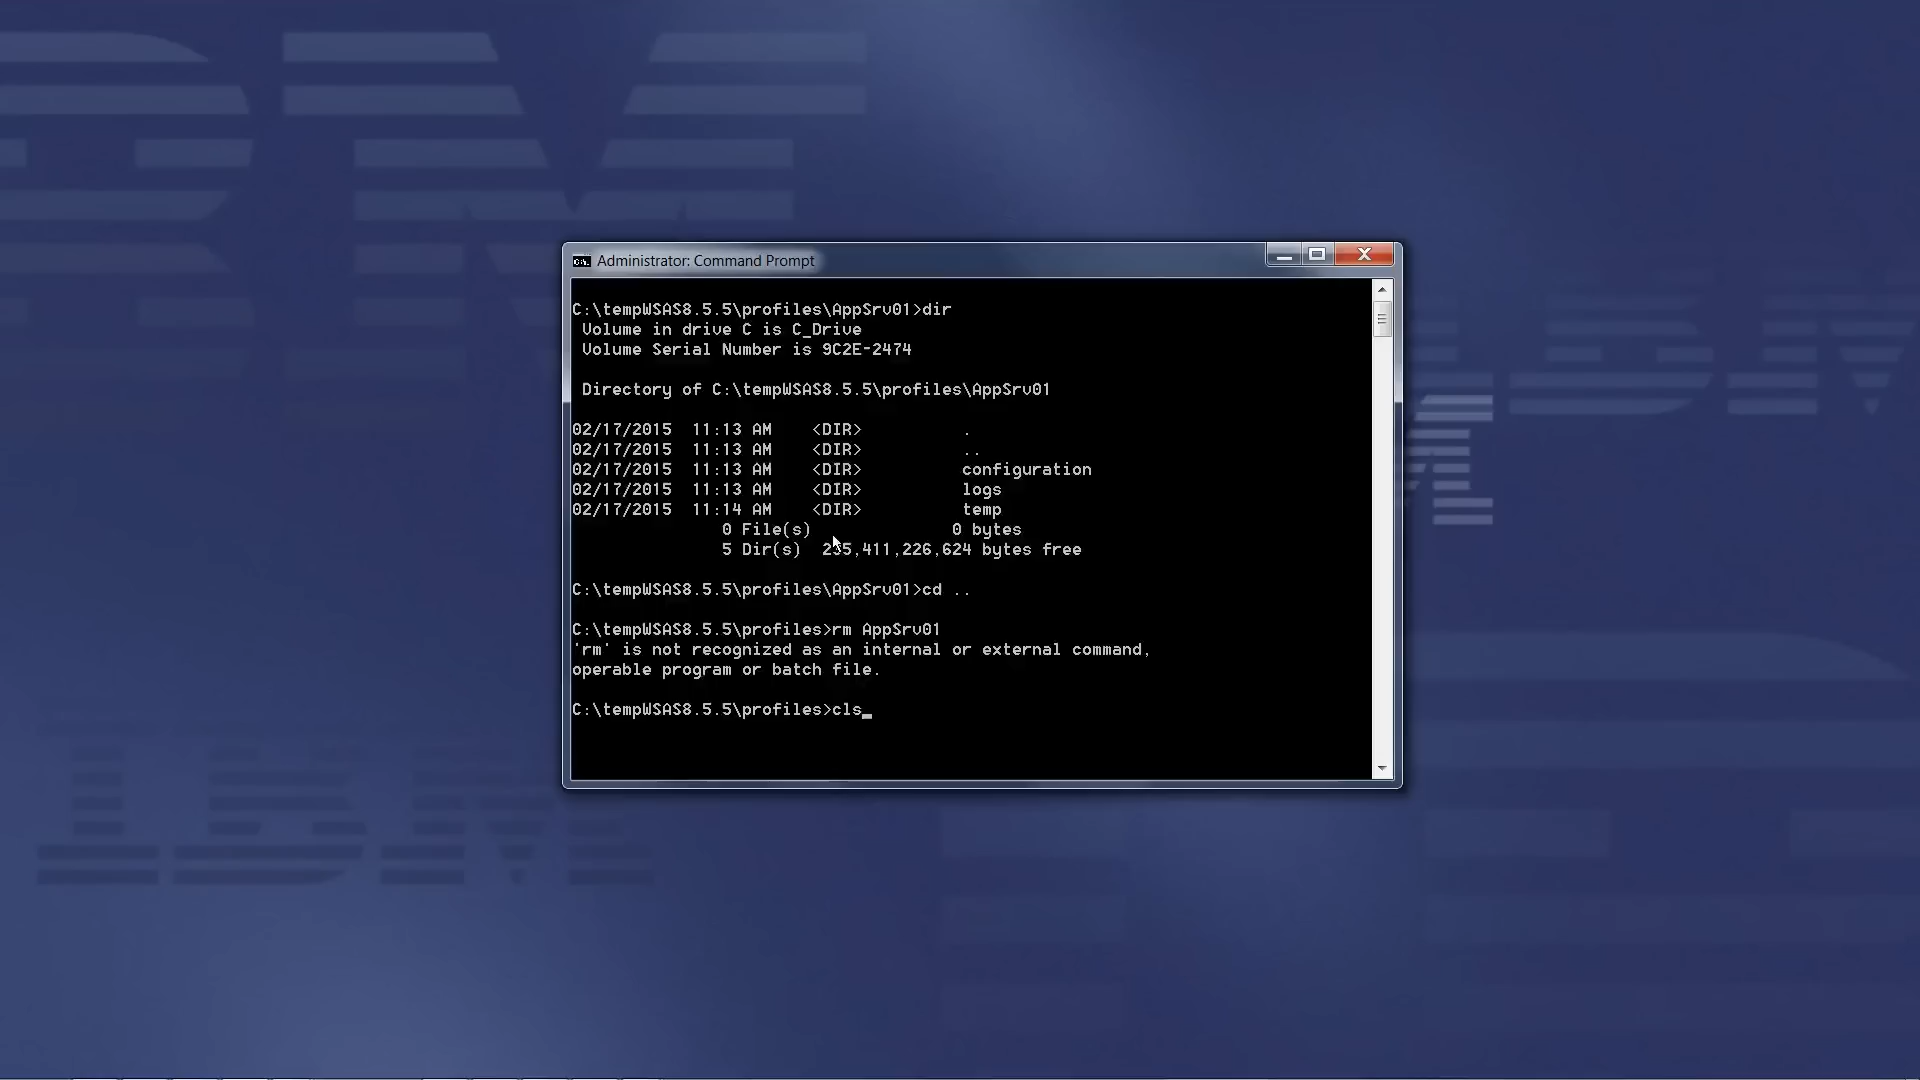 Administrator: Command Prompt
C:\tempWSAS8.5.5\profiles\AppSrv01>dir
Volume in drive C is C_Drive
Volume Serial Number is 9C2E-2474
Directory of C:\tempWSAS8.5.5\profiles\AppSrv01
02/17/2015  11:13 AM    <DIR>          .
02/17/2015  11:13 AM    <DIR>          ..
02/17/2015  11:13 AM    <DIR>          configuration
02/17/2015  11:13 AM    <DIR>          logs
02/17/2015  11:14 AM    <DIR>          temp
0 File(s)              0 bytes
5 Dir(s)  235,411,226,624 bytes free
C:\tempWSAS8.5.5\profiles\AppSrv01>cd ..
C:\tempWSAS8.5.5\profiles>rm AppSrv01
'rm' is not recognized as an internal or external command,
operable program or batch file.
C:\tempWSAS8.5.5\profiles>cls_
IBM